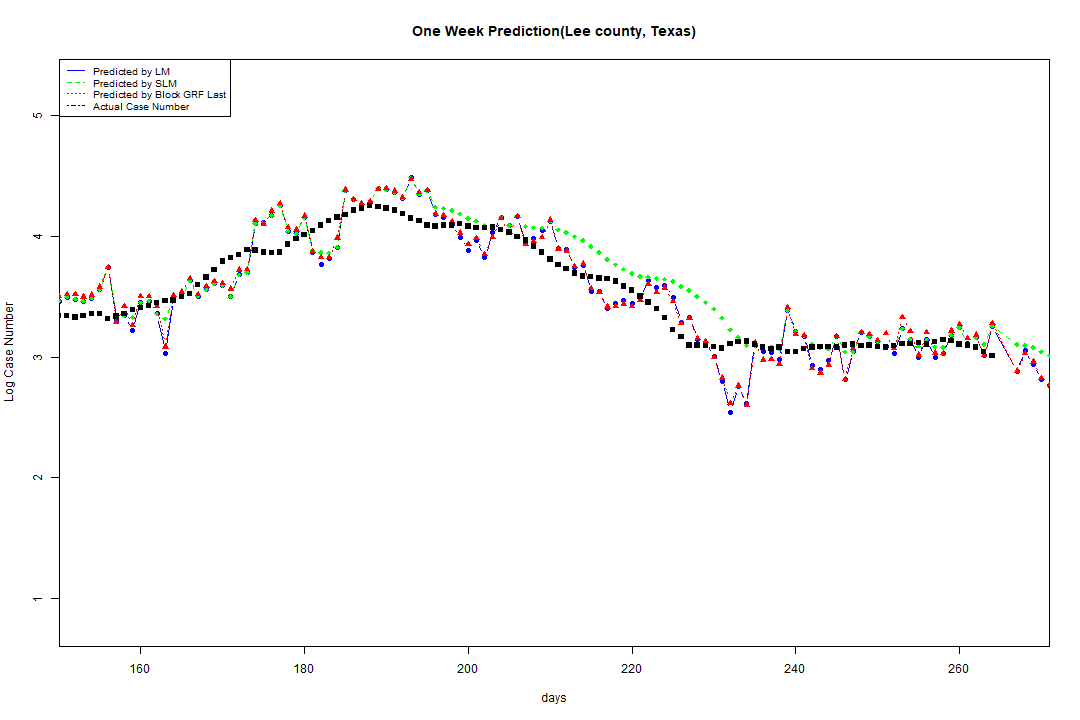 One Week Prediction(Lee county, Texas)
Predicted by LM
Predicted by SLM
Predicted by Block GRF Last
Actual Case Number
5
4
3
2
1
Log Case Number
160 180 200 220 240 260
days